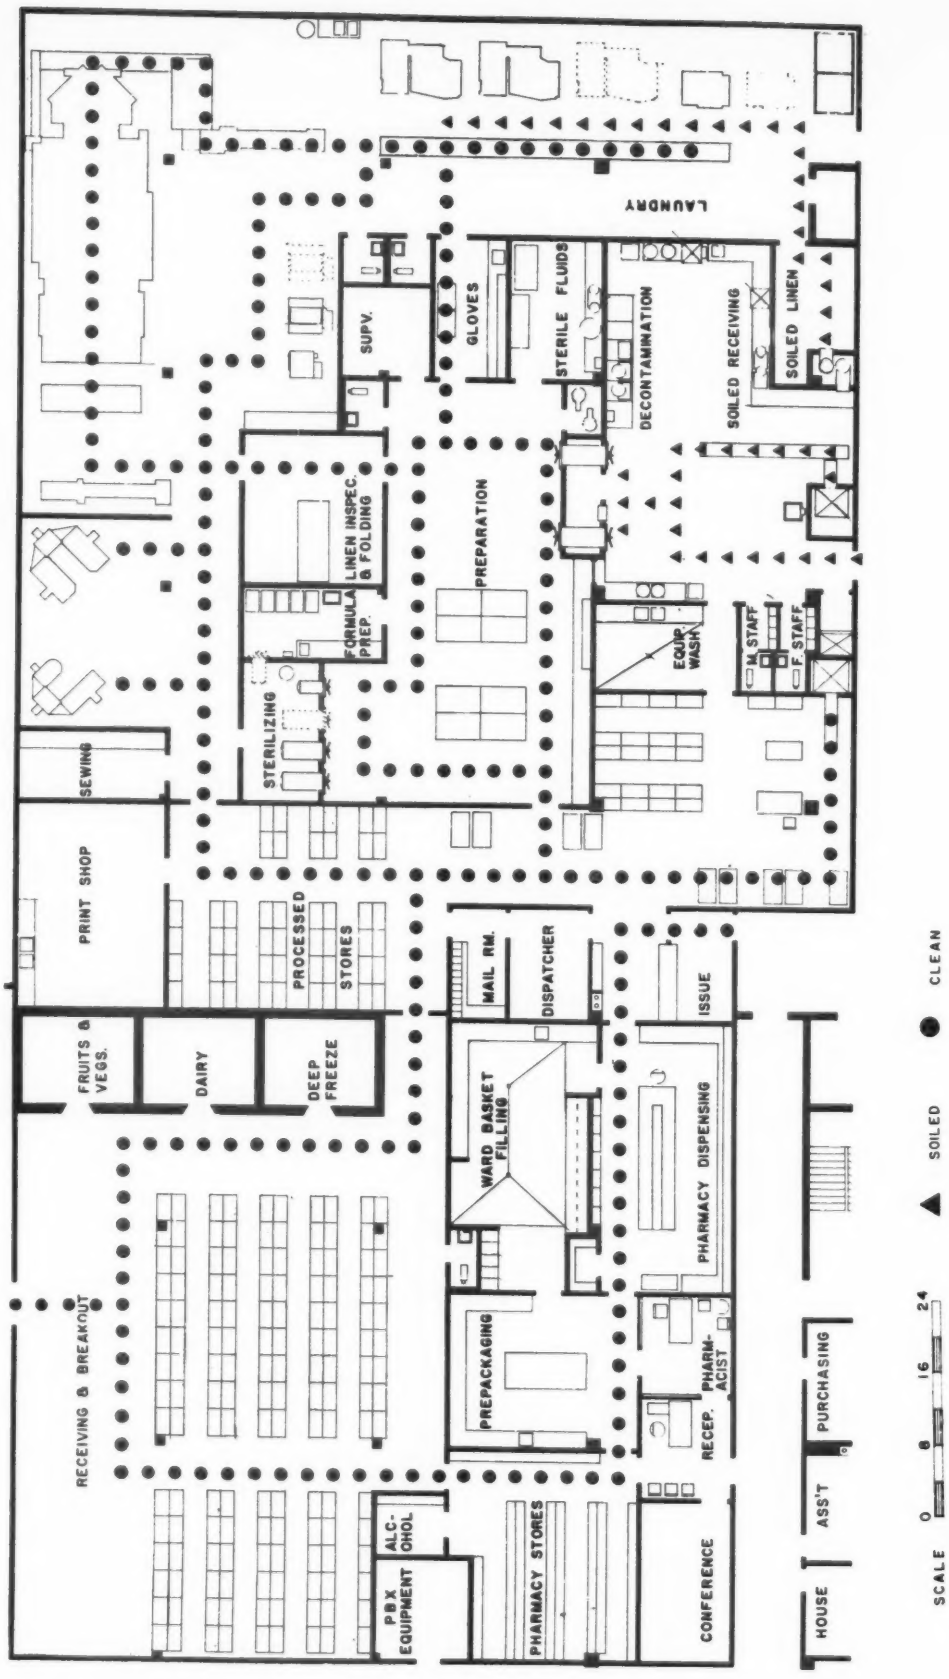 RECEIVING & BREAKOUT
FRUITS &
VEGS.
DAIRY
DEEP
FREEZE
PRINT SHOP
SEWING
PROCESSED
STORES
STERILIZING
FORMULA
PREP.
LINEN INSPEC.
& FOLDING
SUPV.
PREPARATION
GLOVES
STERILE FLUIDS
LAUNDRY
DECONTAMINATION
SOILED RECEIVING
SOILED LINEN
EQUIP.
WASH
M. STAFF
F. STAFF
PBX
EQUIPMENT
ALC-
OHOL
PHARMACY STORES
CONFERENCE
PREPACKAGING
RECEP.
PHARM-
ACIST
WARD BASKET
FILLING
PHARMACY DISPENSING
MAIL RM.
DISPATCHER
ISSUE
HOUSE
ASS'T
PURCHASING
SCALE
0
8
16
24
SOILED
CLEAN